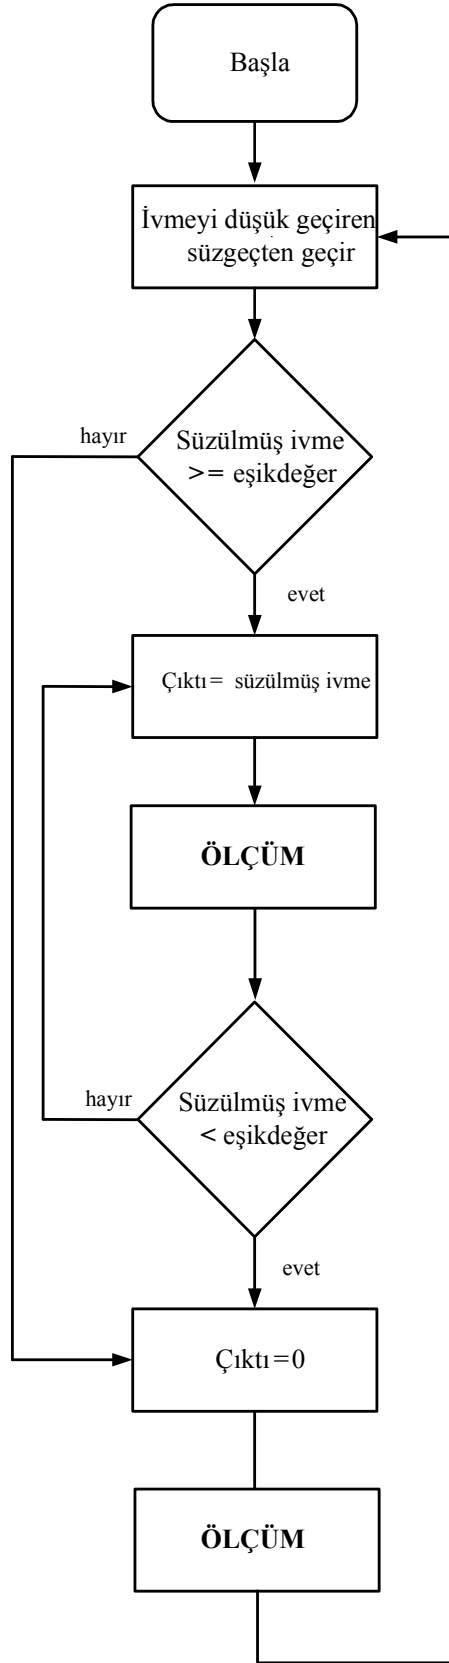 Başla
İvmeyi düşük geçiren
süzgeçten geçir
hayır
Süzülmüş ivme
>= eşikdeğer
evet
Çıktı= süzülmüş ivme
ÖLÇÜM
hayır
Süzülmüş ivme
< eşikdeğer
evet
Çıktı=0
ÖLÇÜM